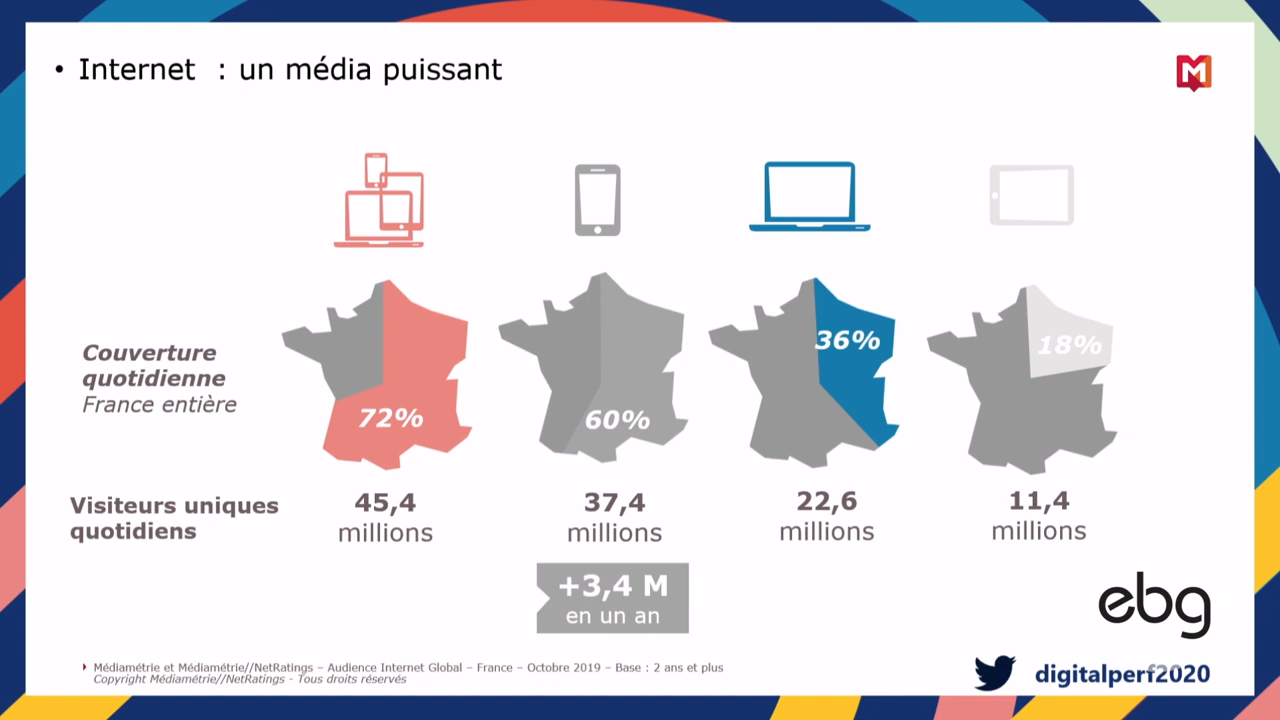 • Internet : un média puissant
M
Couverture
quotidienne
France entière
72%
60%
36%
18%
Visiteurs uniques
quotidiens
45,4
millions
37,4
millions
22,6
millions
11,4
millions
+3,4 M
en un an
ebg
Médiamétrie et Médiamétrie//NetRatings – Audience Internet Global – France – Octobre 2019 – Base : 2 ans et plus
Copyright Médiamétrie//NetRatings - Tous droits réservés
digitalperf2020